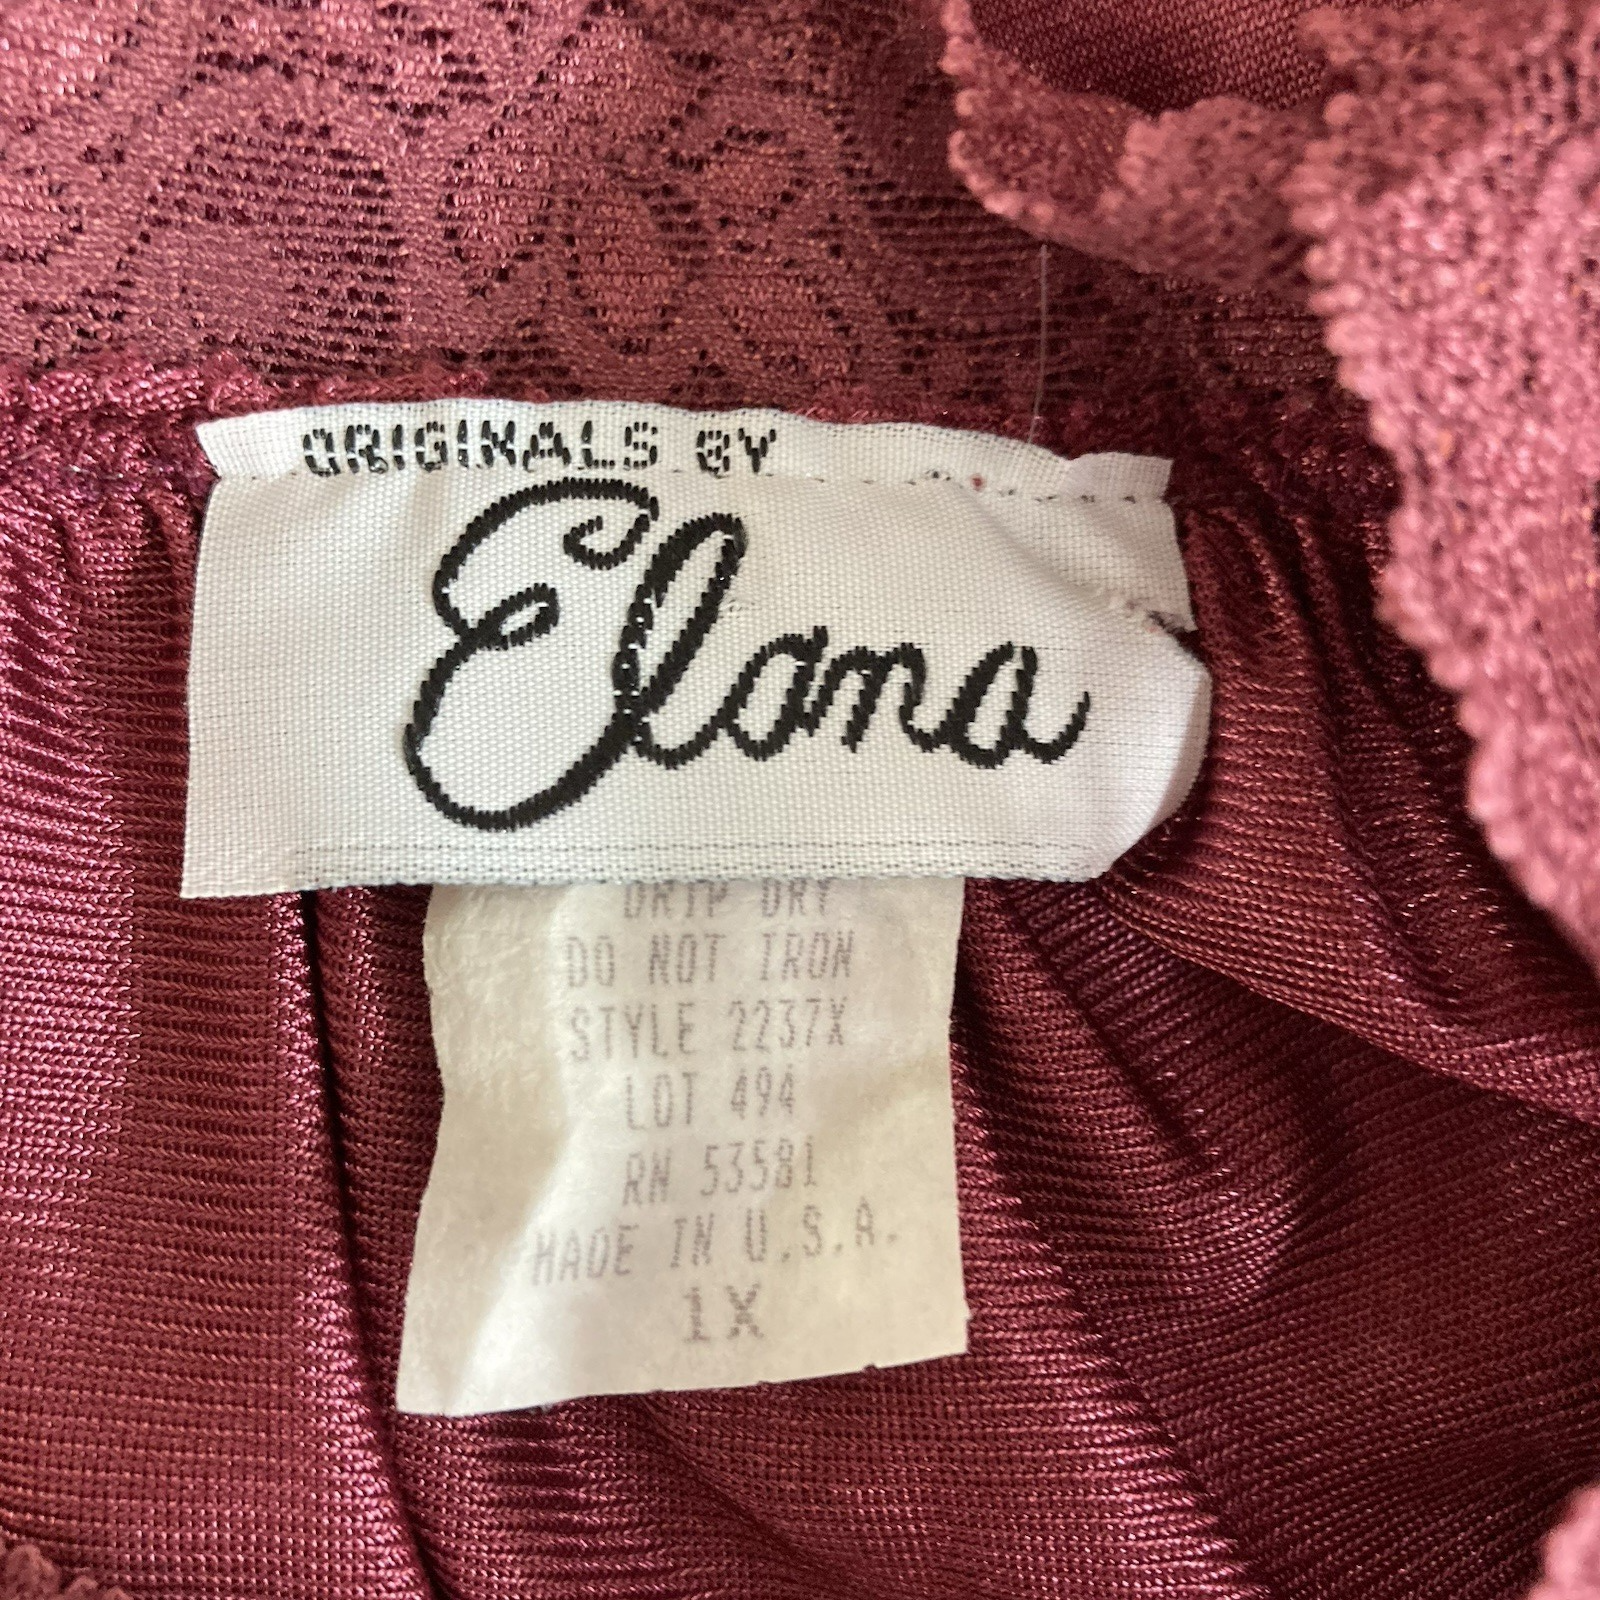 ORIGINALS BY
Elana
DRIP DRY
DO NOT IRON
STYLE 2237X
LOT 494
RN 53581
MADE IN U.S.A.
1X